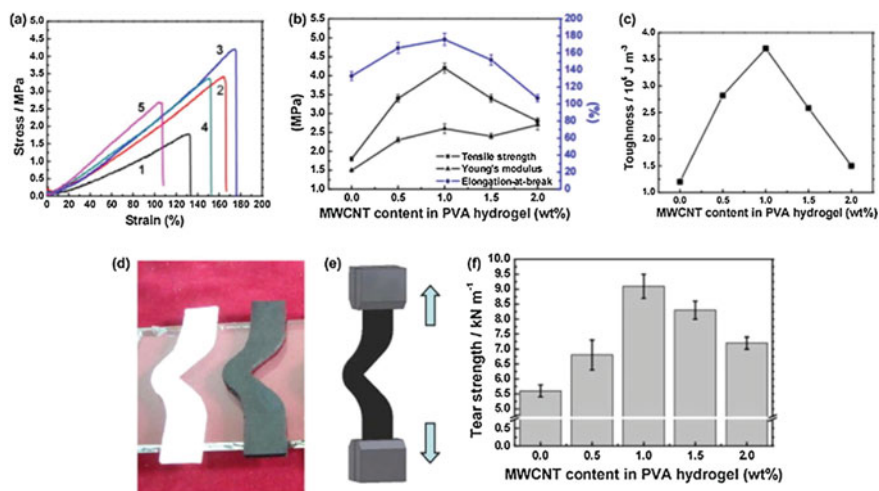 (a)
Stress / MPa
5.0
4.5
4.0
3.5
3.0
2.5
2.0
1.5
1.0
0.5
0.0
1
2
3
4
5
0 20 40 60 80 100 120 140 160 180 200
Strain (%)
(b)
(MPa)
5.5
5.0
4.5
4.0
3.5
3.0
2.5
2.0
1.5
1.0
200
180
160
140
120
100
80
60
40
20
0
(%)
Tensile strength
Young's modulus
Elongation-at-break
0.0 0.5 1.0 1.5 2.0
MWCNT content in PVA hydrogel (wt%)
(c)
Toughness / 10⁴ J m⁻³
4.0
3.5
3.0
2.5
2.0
1.5
1.0
0.0 0.5 1.0 1.5 2.0
MWCNT content in PVA hydrogel (wt%)
(d)
(e)
(f)
Tear strength / kN m⁻¹
10.0
9.5
9.0
8.5
8.0
7.5
7.0
6.5
6.0
5.5
5.0
0.5
0.0
0.0 0.5 1.0 1.5 2.0
MWCNT content in PVA hydrogel (wt%)